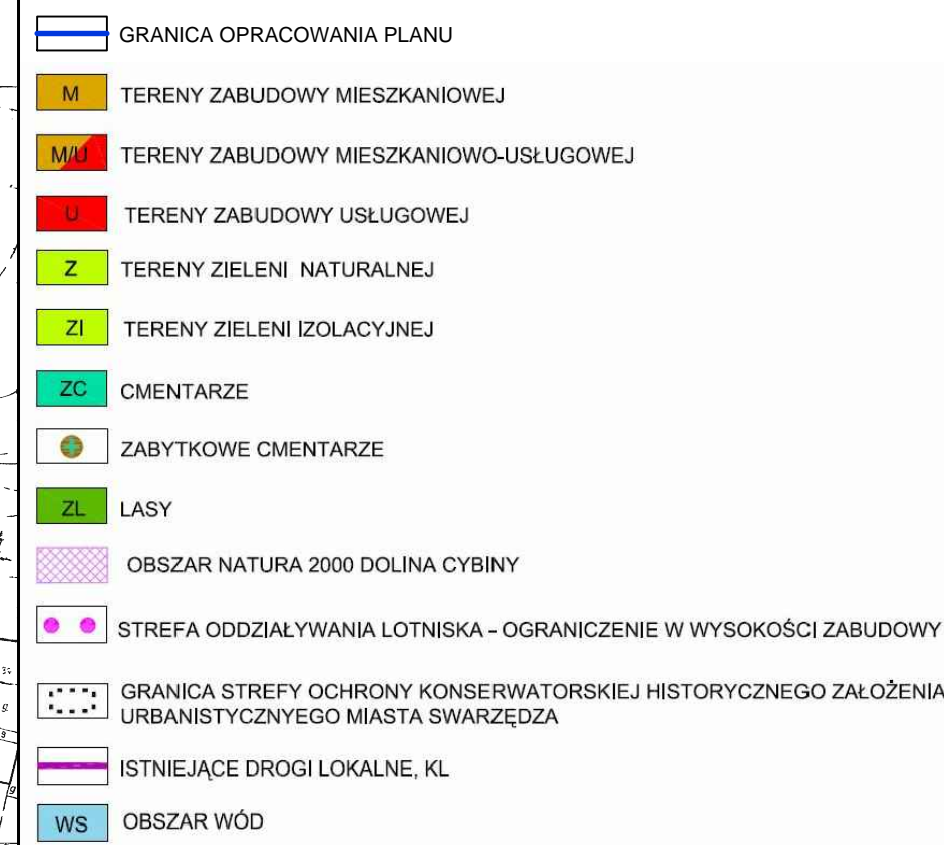 GRANICA OPRACOWANIA PLANU
M TERENY ZABUDOWY MIESZKANIOWEJ
M/U TERENY ZABUDOWY MIESZKANIOWO-USŁUGOWEJ
U TERENY ZABUDOWY USŁUGOWEJ
Z TERENY ZIELENI NATURALNEJ
ZI TERENY ZIELENI IZOLACYJNEJ
ZC CMENTARZE
ZABYTKOWE CMENTARZE
ZL LASY
OBSZAR NATURA 2000 DOLINA CYBINY
STREFA ODDZIAŁYWANIA LOTNISKA – OGRANICZENIE W WYSOKOŚCI ZABUDOWY
GRANICA STREFY OCHRONY KONSERWATORSKIEJ HISTORYCZNEGO ZAŁOŻENIA
URBANISTYCZNYEGO MIASTA SWARZĘDZA
ISTNIEJĄCE DROGI LOKALNE, KL
WS OBSZAR WÓD